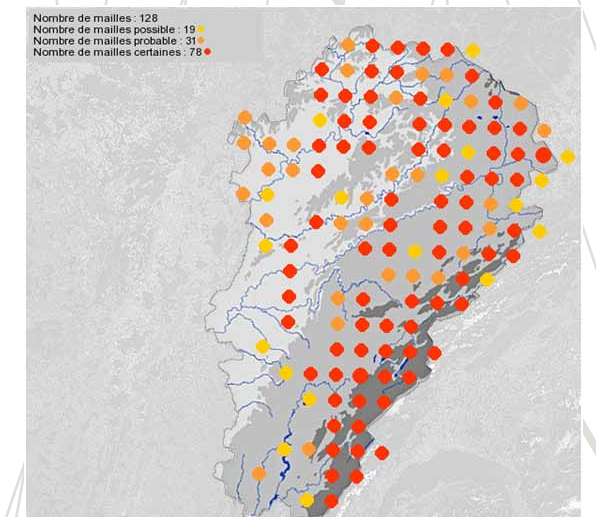 Nombre de mailles : 128
Nombre de mailles possible : 19
Nombre de mailles probable : 31
Nombre de mailles certaines : 78